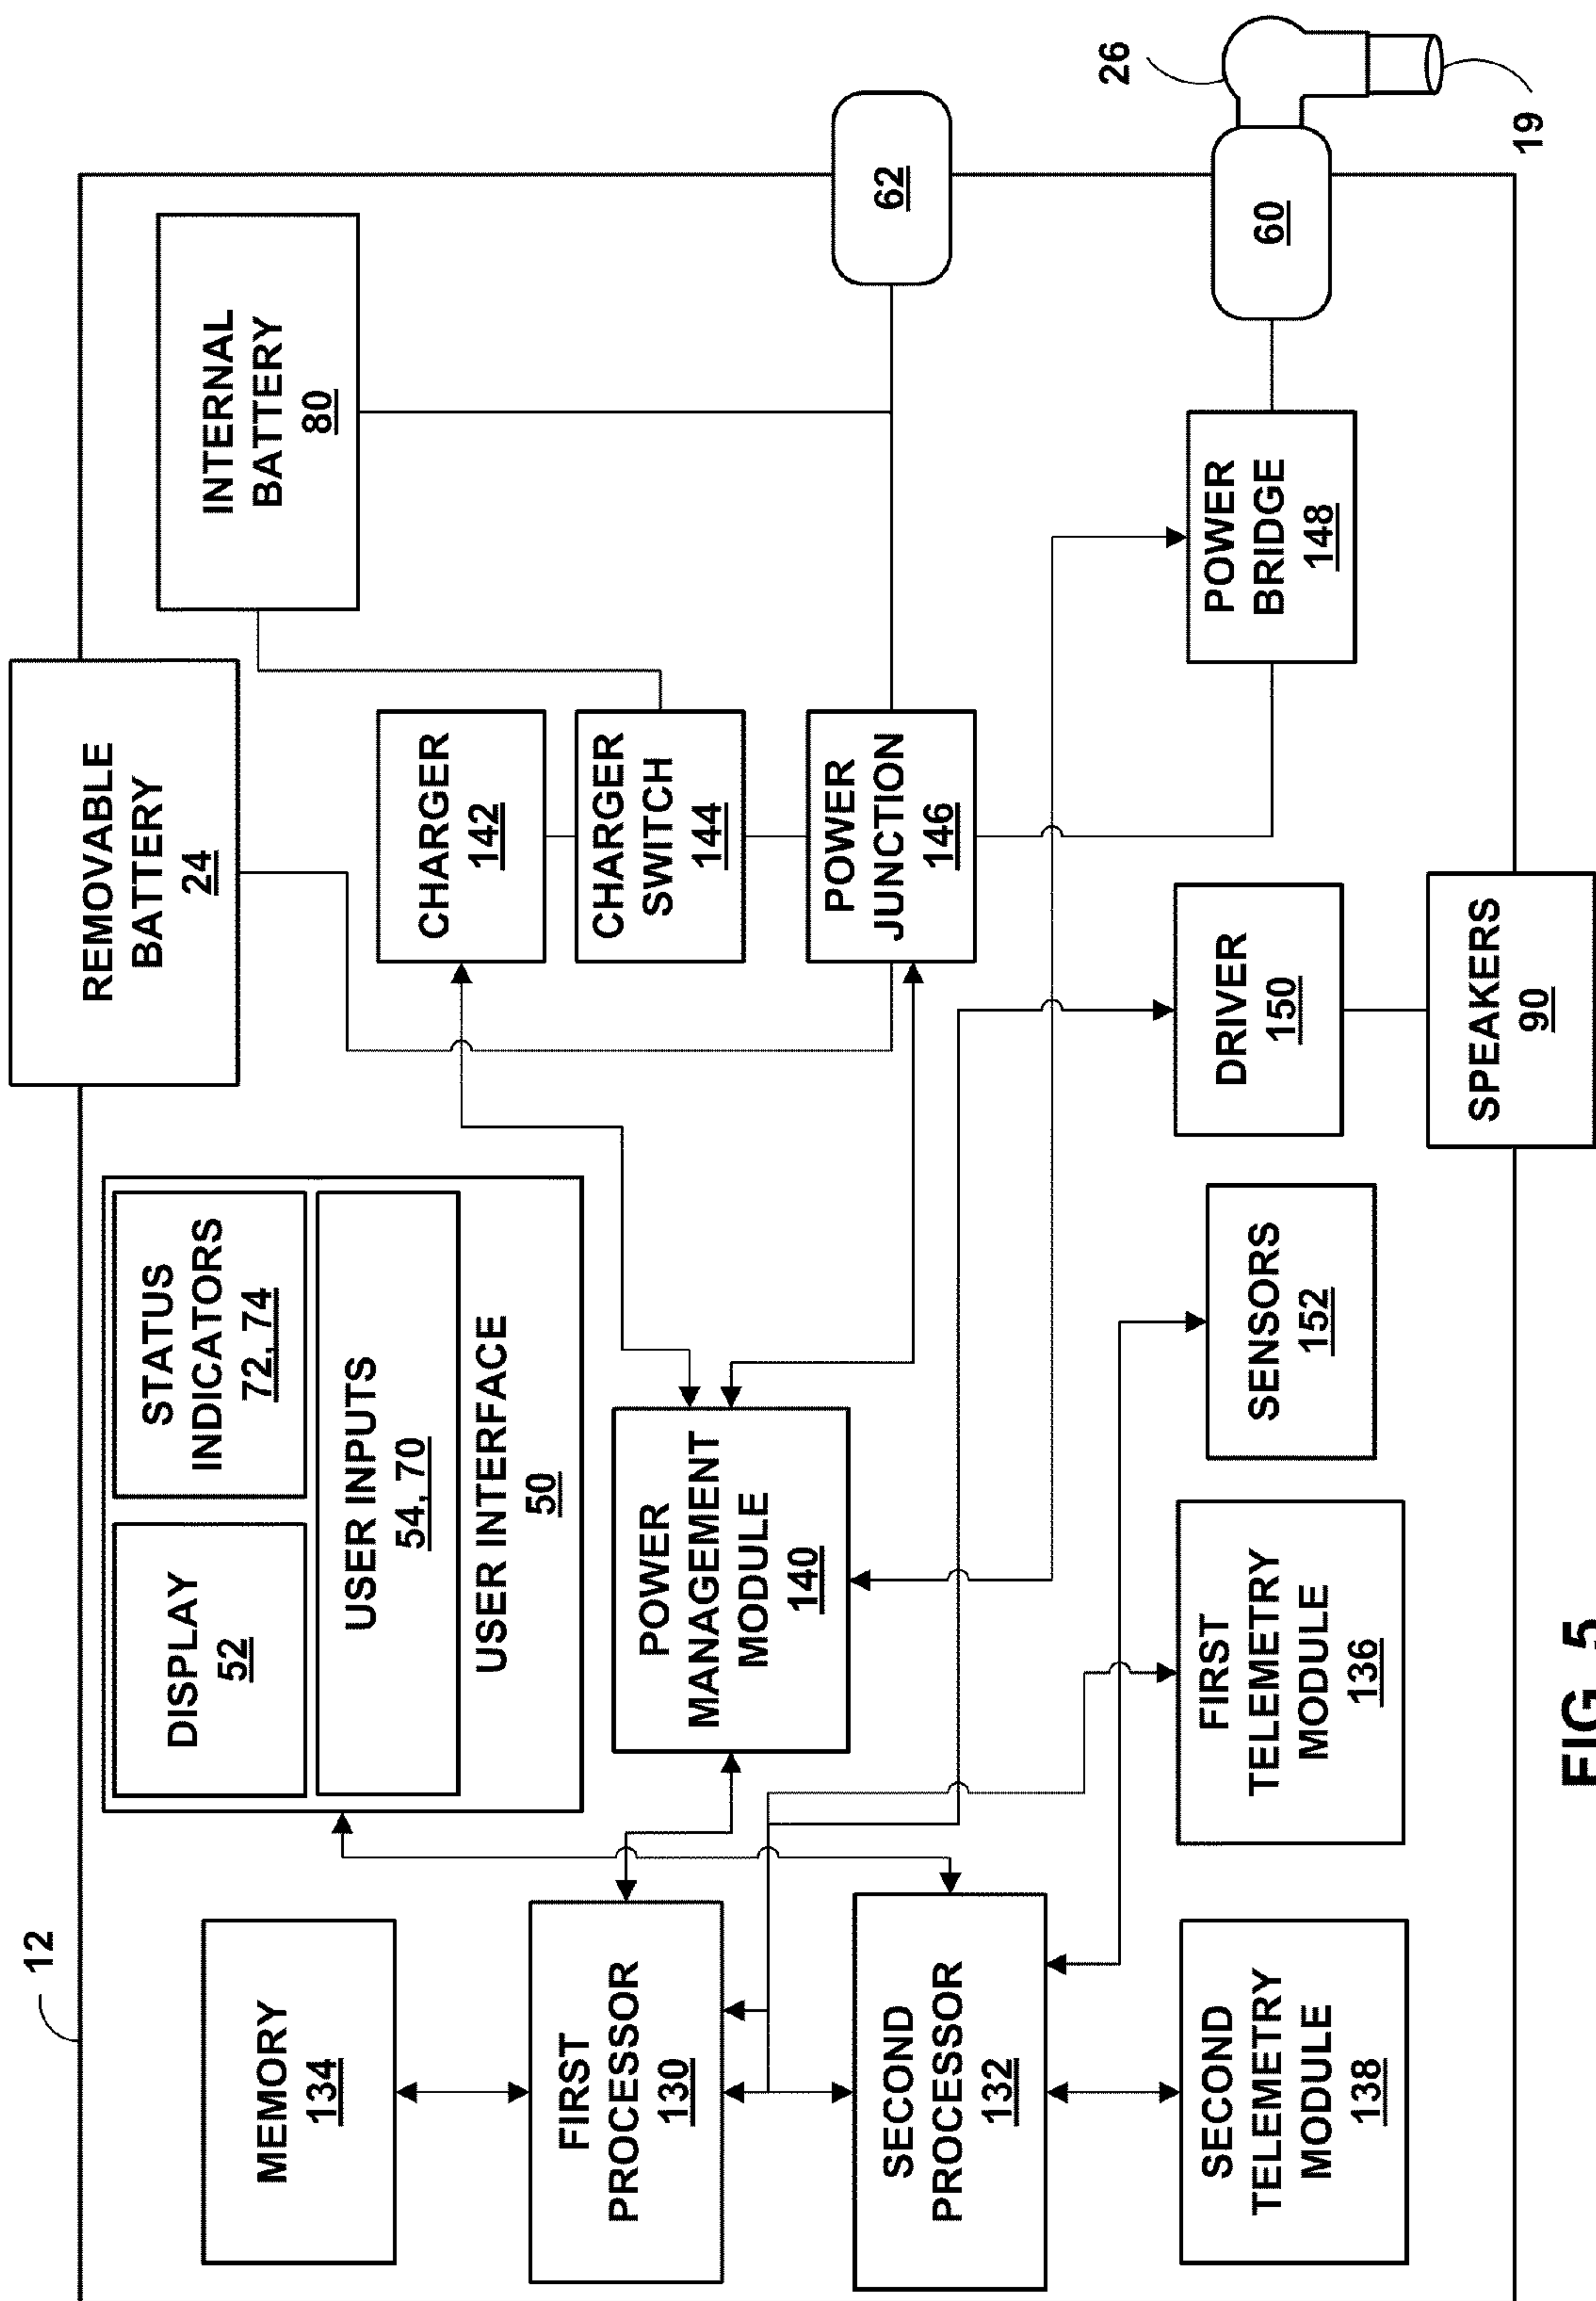 12
REMOVABLE
BATTERY
24
DISPLAY
52
STATUS
INDICATORS
72, 74
USER INPUTS
54, 70
USER INTERFACE
50
INTERNAL
BATTERY
80
MEMORY
134
CHARGER
142
FIRST
PROCESSOR
130
POWER
MANAGEMENT
MODULE
140
CHARGER
SWITCH
144
POWER
JUNCTION
146
62
SECOND
PROCESSOR
132
26
SECOND
TELEMETRY
MODULE
138
FIRST
TELEMETRY
MODULE
136
SENSORS
152
DRIVER
150
POWER
BRIDGE
148
60
19
SPEAKERS
90
FIG. 5